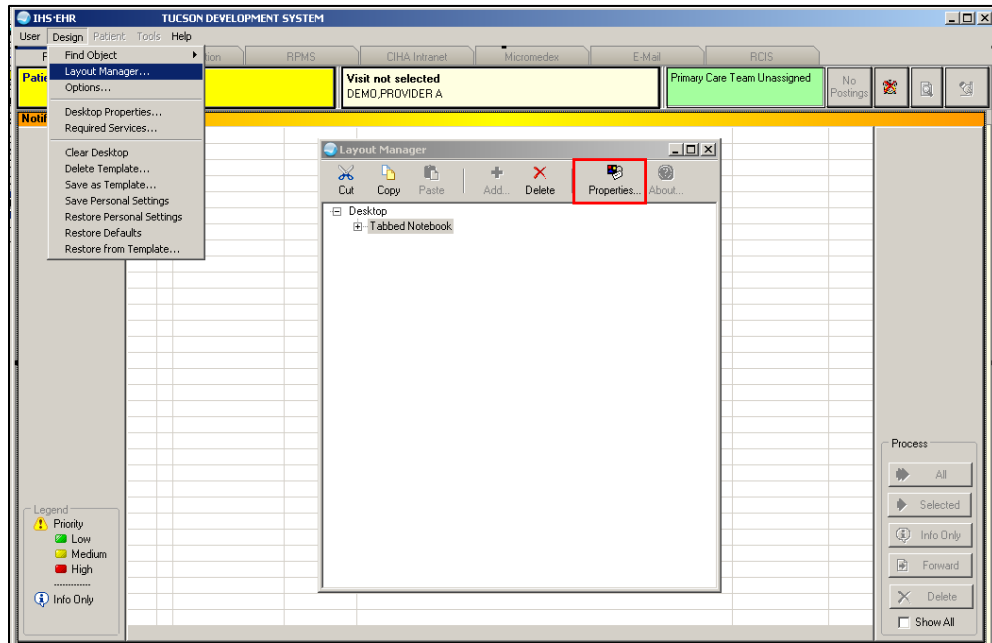 IHS-EHR TUCSON DEVELOPMENT SYSTEM
User Design Patient Tools Help
Find Object
Layout Manager...
Options...
Desktop Properties...
Required Services...
Clear Desktop
Delete Template...
Save as Template...
Save Personal Settings
Restore Personal Settings
Restore Defaults
Restore from Template...
RPMS CIHA Intranet Micromedex E-Mail RCIS
Visit not selected
DEMO,PROVIDER A
Primary Care Team Unassigned
No
Postings
Layout Manager
Cut Copy Paste Add... Delete Properties... About...
Desktop
Tabbed Notebook
Legend
Priority
Low
Medium
High
-------------
Info Only
Process
All
Selected
Info Only
Forward
Delete
Show All